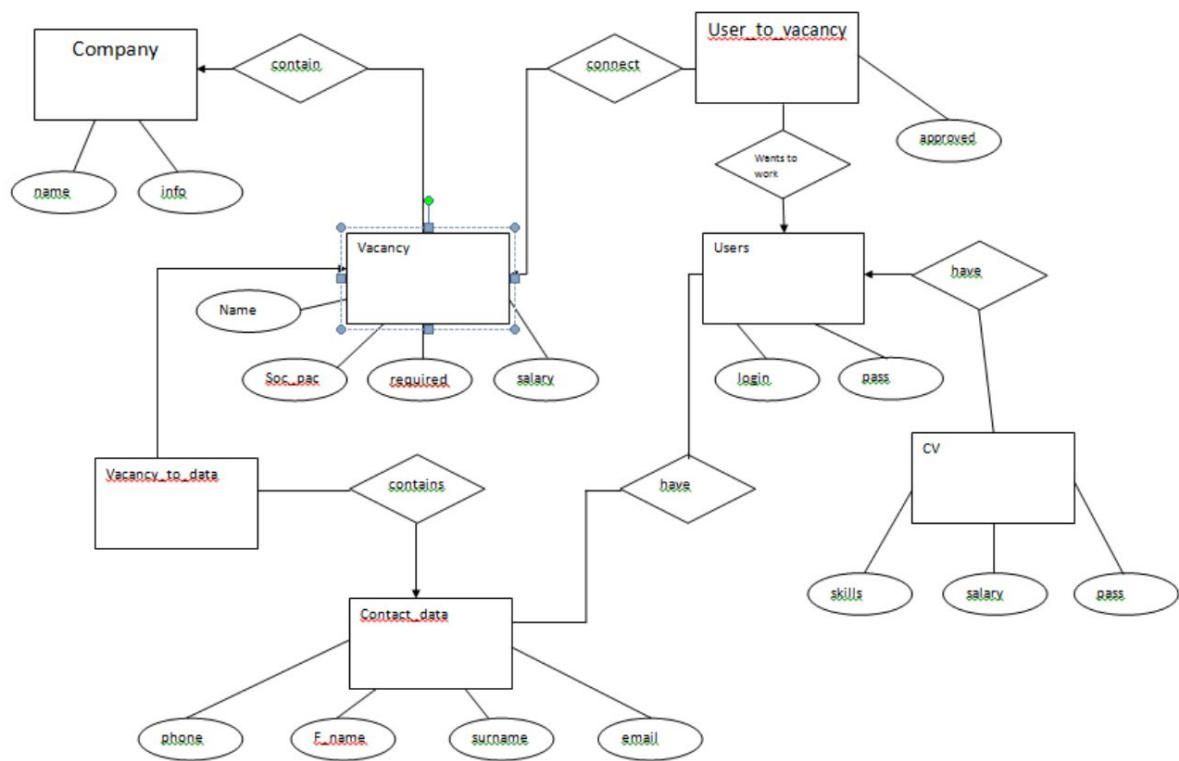 Company
contain
connect
User_to_vacancy
approved
Wants to
work
name
info
Vacancy
Users
have
Name
Soc_pac
required
salary
login
pass
CV
Vacancy_to_data
contains
have
skills
salary
pass
Contact_data
phone
F_name
surname
email